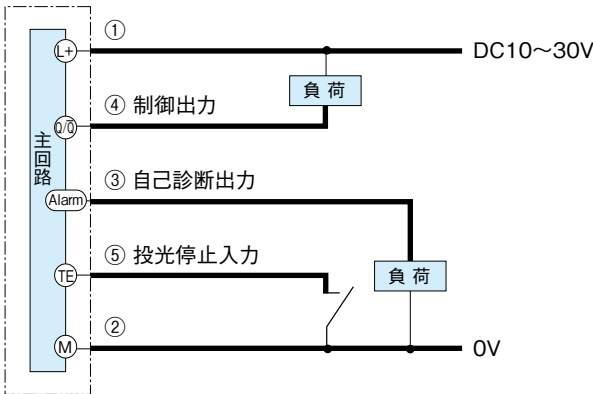 ①
L+
DC10～30V
負荷
④ 制御出力
Q/Q̅
主回路
③ 自己診断出力
Alarm
⑤ 投光停止入力
負荷
TE
②
M
0V